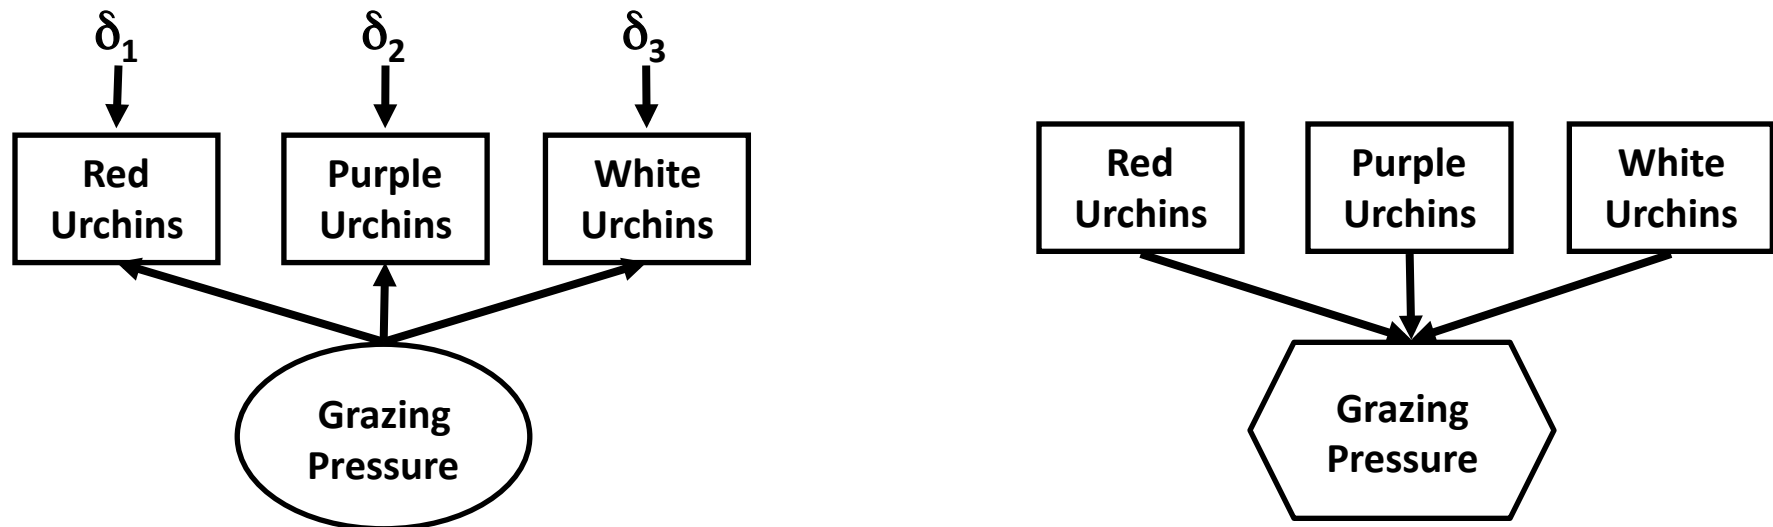 δ1
δ2
δ3
Red
Urchins
Purple
Urchins
White
Urchins
Grazing
Pressure
Red
Urchins
Purple
Urchins
White
Urchins
Grazing
Pressure